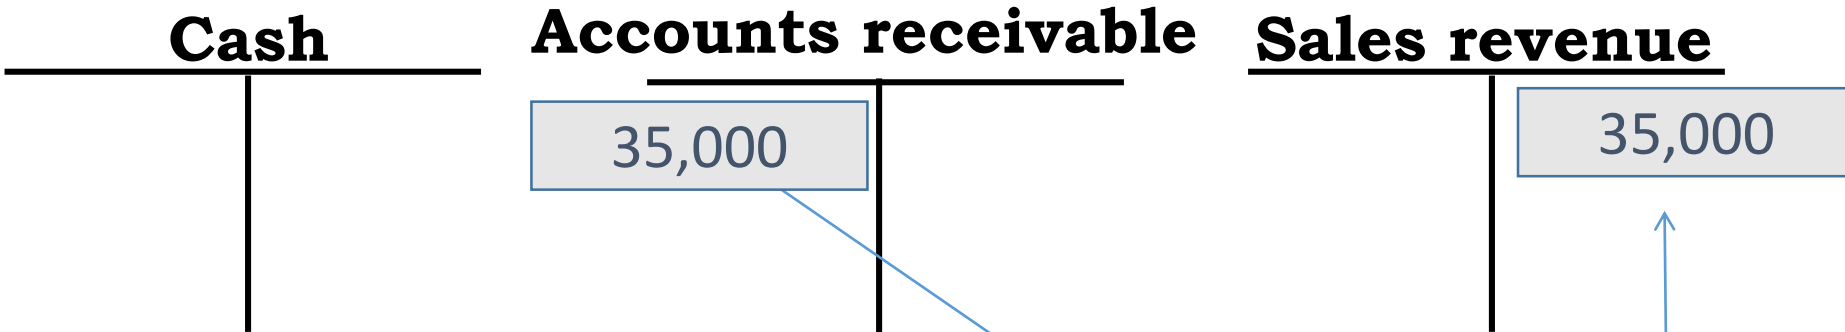 Cash
Accounts receivable
Sales revenue
35,000
35,000